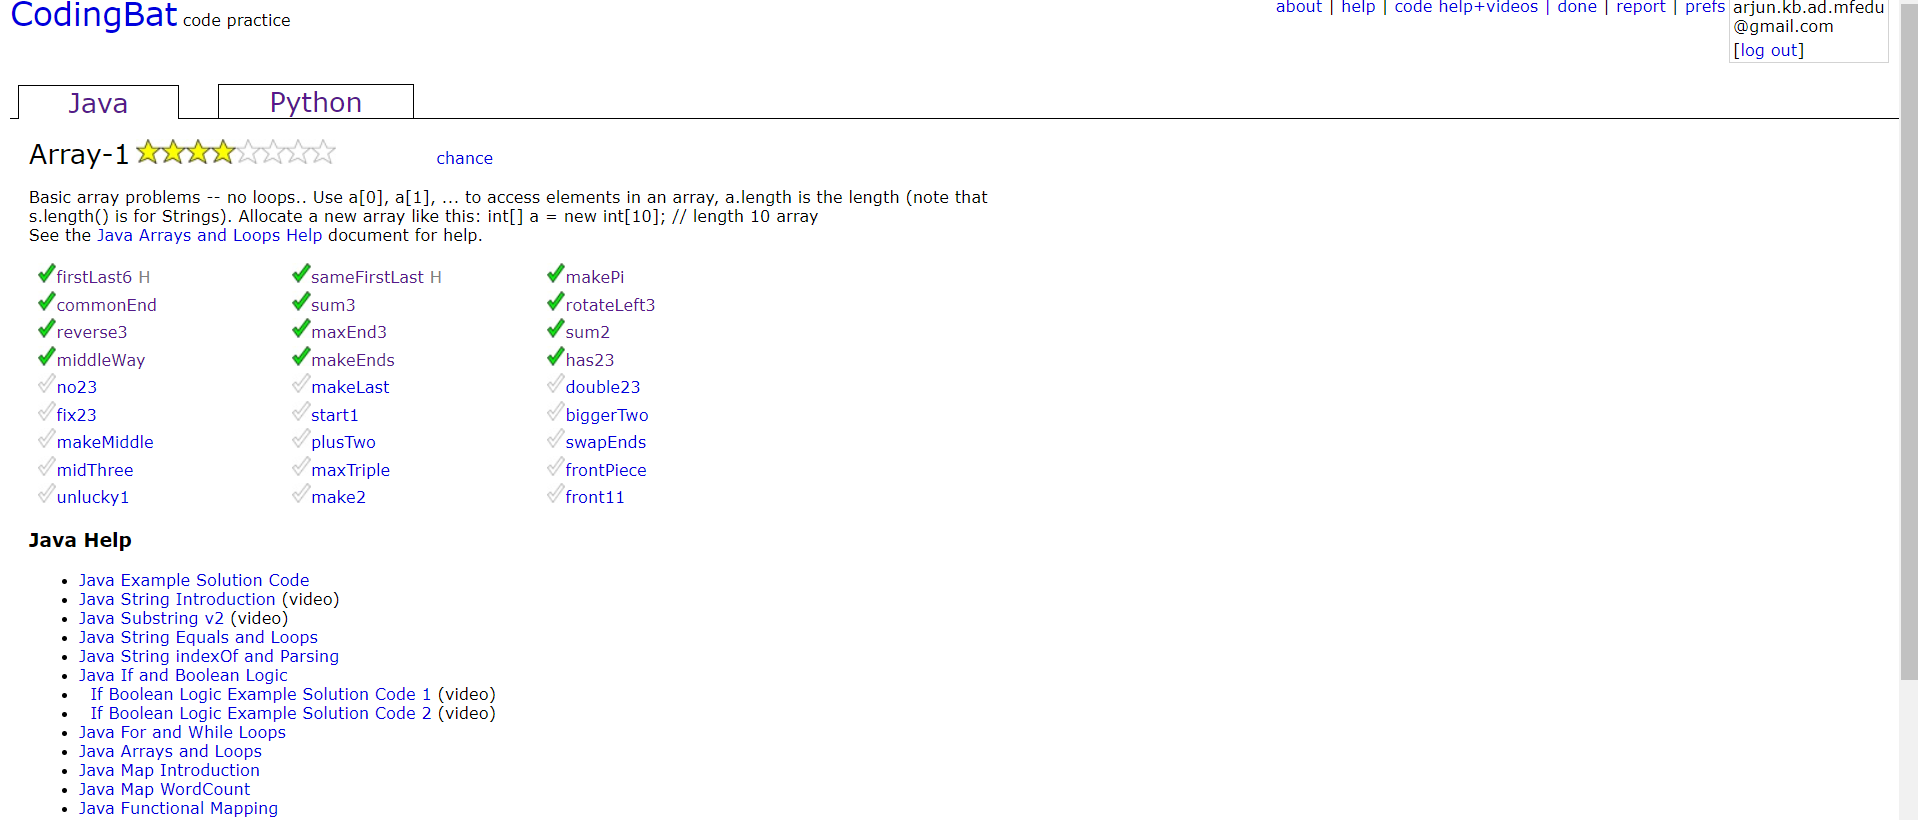 CodingBat code practice
about | help | code help+videos | done | report | prefs
arjun.kb.ad.mfedu
@gmail.com
[log out]
Java Python
Array-1 chance
Basic array problems -- no loops.. Use a[0], a[1], ... to access elements in an array, a.length is the length (note that
s.length() is for Strings). Allocate a new array like this: int[] a = new int[10]; // length 10 array
See the Java Arrays and Loops Help document for help.
firstLast6 H sameFirstLast H makePi
commonEnd sum3 rotateLeft3
reverse3 maxEnd3 sum2
middleWay makeEnds has23
no23 makeLast double23
fix23 start1 biggerTwo
makeMiddle plusTwo swapEnds
midThree maxTriple frontPiece
unlucky1 make2 front11
Java Help
• Java Example Solution Code
• Java String Introduction (video)
• Java Substring v2 (video)
• Java String Equals and Loops
• Java String indexOf and Parsing
• Java If and Boolean Logic
• If Boolean Logic Example Solution Code 1 (video)
• If Boolean Logic Example Solution Code 2 (video)
• Java For and While Loops
• Java Arrays and Loops
• Java Map Introduction
• Java Map WordCount
• Java Functional Mapping